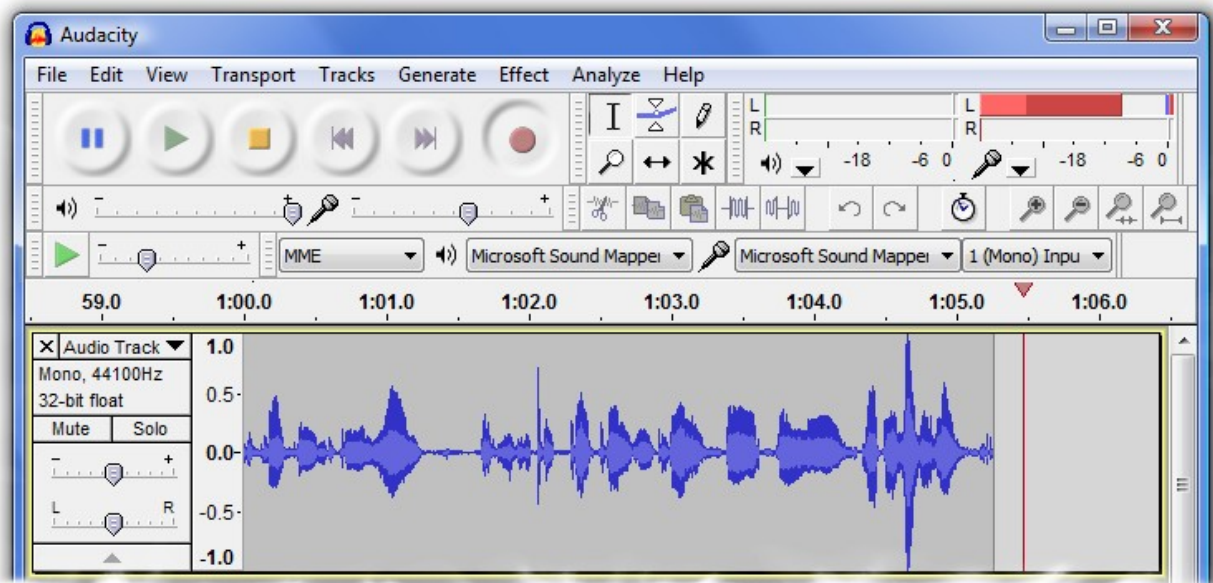 Audacity
File Edit View Transport Tracks Generate Effect Analyze Help
L L
R R
-18 -6 0 -18 -6 0
- + - +
- + MME Microsoft Sound Mapper Microsoft Sound Mapper 1 (Mono) Inpu
59.0 1:00.0 1:01.0 1:02.0 1:03.0 1:04.0 1:05.0 1:06.0
X Audio Track 1.0
Mono, 44100Hz
32-bit float 0.5
Mute Solo
- + 0.0
L R -0.5
-1.0